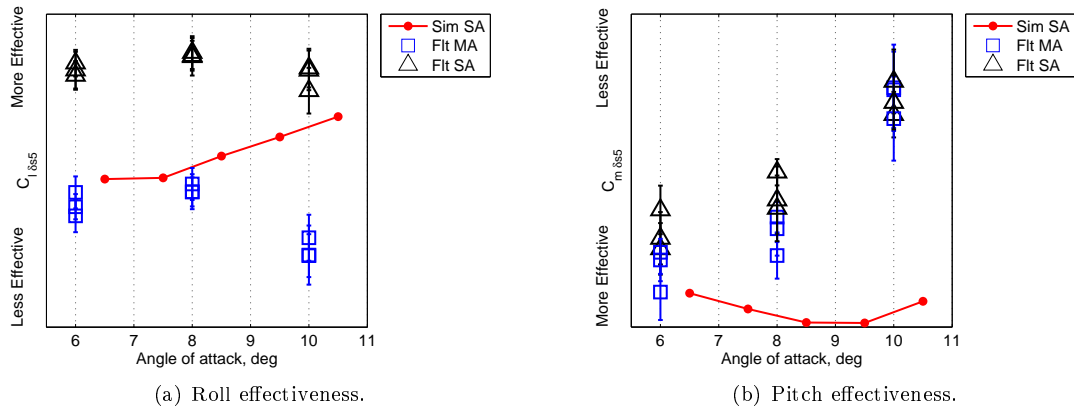 More Effective
C l δs5
Less Effective
6 7 8 9 10 11
Angle of attack, deg
Sim SA
Flt MA
Flt SA
(a) Roll effectiveness.
Less Effective
C m δs5
More Effective
6 7 8 9 10 11
Angle of attack, deg
Sim SA
Flt MA
Flt SA
(b) Pitch effectiveness.